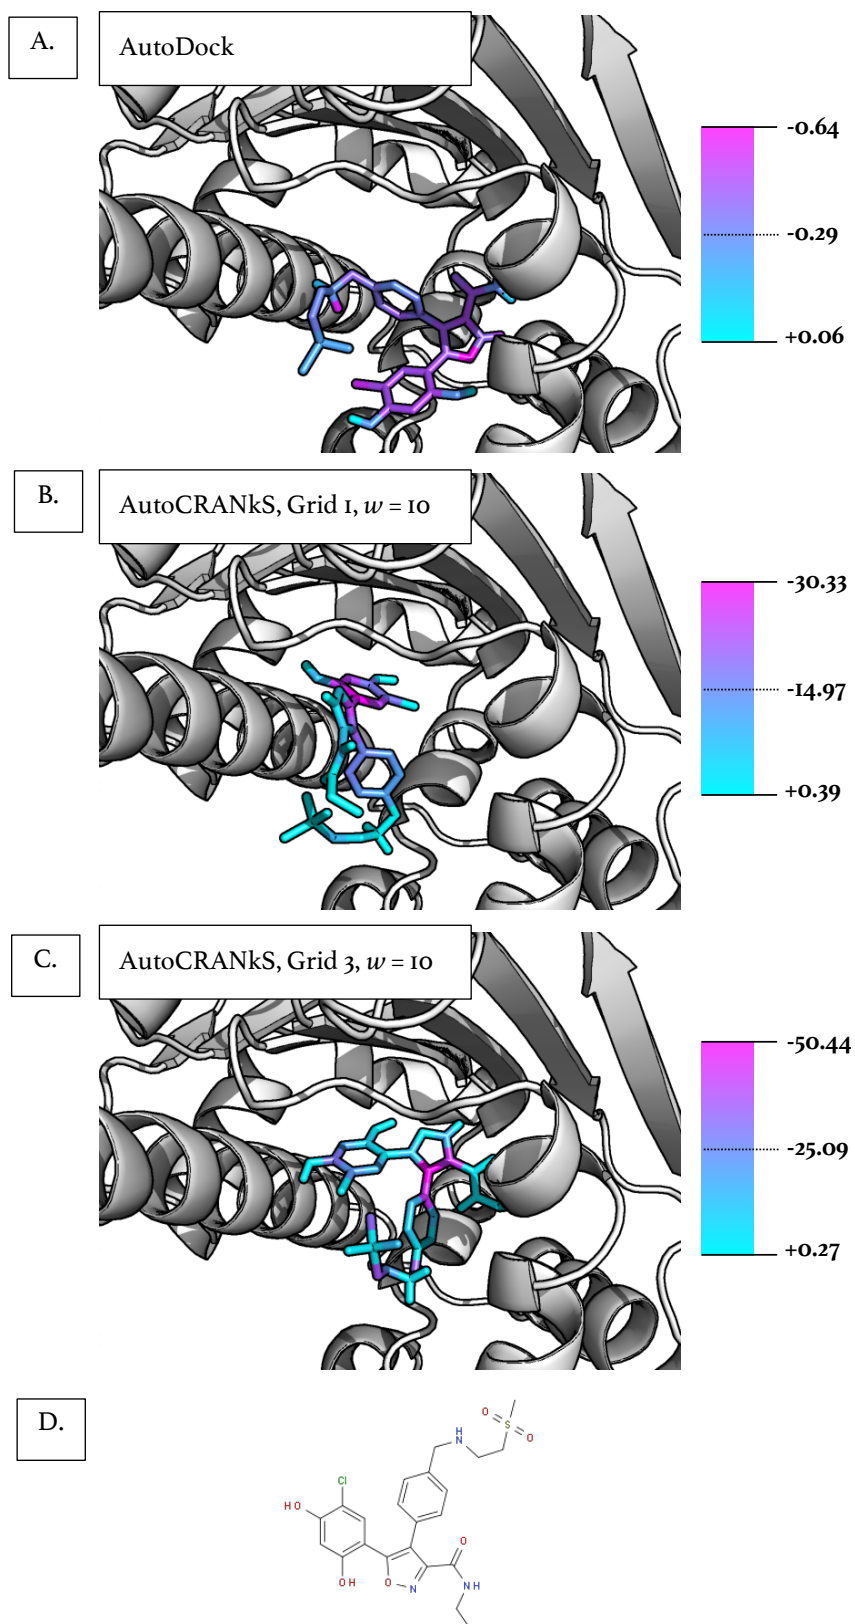 A.
AutoDock
-0.64
-0.29
+0.06
B.
AutoCRANkS, Grid 1, w = 10
-30.33
-14.97
+0.39
C.
AutoCRANkS, Grid 3, w = 10
-50.44
-25.09
+0.27
D.
O
S
O
H
N
Cl
HO
OH
O
N
O
NH